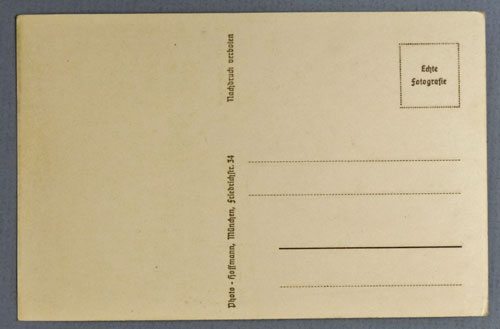 Nachdruck verboten
Photo - Hoffmann, München, Friedrichstr. 34
Echte
Fotografie